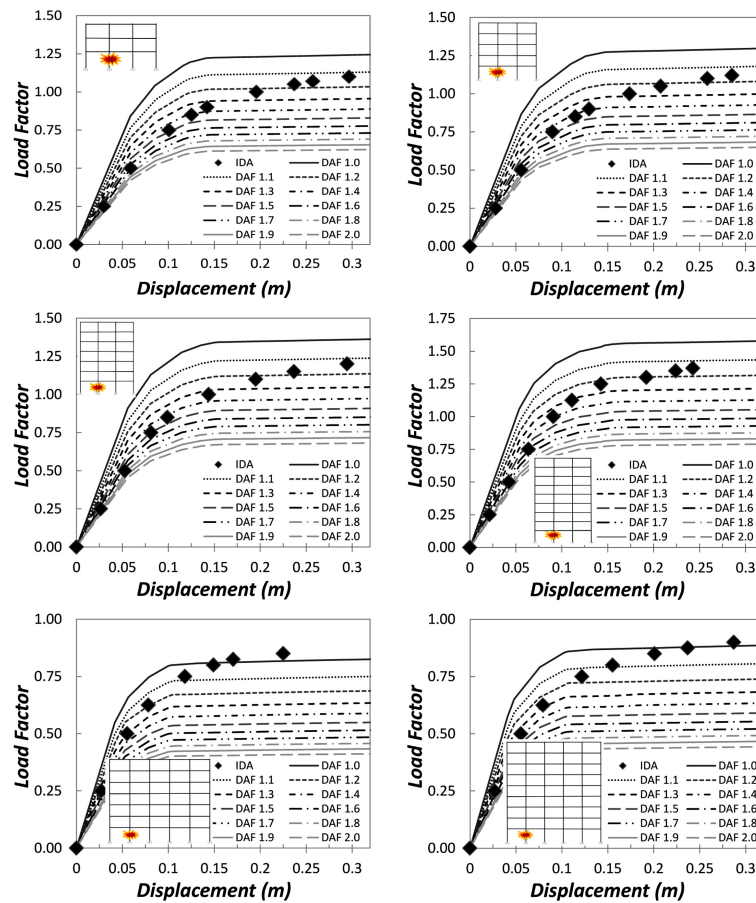 1.50
1.25
1.00
0.75
0.50
0.25
0.00
Load Factor
◆ IDA DAF 1.0
DAF 1.1 DAF 1.2
DAF 1.3 DAF 1.4
DAF 1.5 DAF 1.6
DAF 1.7 DAF 1.8
DAF 1.9 DAF 2.0
0 0.05 0.1 0.15 0.2 0.25 0.3
Displacement (m)
1.50
1.25
1.00
0.75
0.50
0.25
0.00
Load Factor
◆ IDA DAF 1.0
DAF 1.1 DAF 1.2
DAF 1.3 DAF 1.4
DAF 1.5 DAF 1.6
DAF 1.7 DAF 1.8
DAF 1.9 DAF 2.0
0 0.05 0.1 0.15 0.2 0.25 0.3
Displacement (m)
1.50
1.25
1.00
0.75
0.50
0.25
0.00
Load Factor
◆ IDA DAF 1.0
DAF 1.1 DAF 1.2
DAF 1.3 DAF 1.4
DAF 1.5 DAF 1.6
DAF 1.7 DAF 1.8
DAF 1.9 DAF 2.0
0 0.05 0.1 0.15 0.2 0.25 0.3
Displacement (m)
1.75
1.50
1.25
1.00
0.75
0.50
0.25
0.00
Load Factor
◆ IDA DAF 1.0
DAF 1.1 DAF 1.2
DAF 1.3 DAF 1.4
DAF 1.5 DAF 1.6
DAF 1.7 DAF 1.8
DAF 1.9 DAF 2.0
0 0.05 0.1 0.15 0.2 0.25 0.3
Displacement (m)
1.00
0.75
0.50
0.25
0.00
Load Factor
◆ IDA DAF 1.0
DAF 1.1 DAF 1.2
DAF 1.3 DAF 1.4
DAF 1.5 DAF 1.6
DAF 1.7 DAF 1.8
DAF 1.9 DAF 2.0
0 0.05 0.1 0.15 0.2 0.25 0.3
Displacement (m)
1.00
0.75
0.50
0.25
0.00
Load Factor
◆ IDA DAF 1.0
DAF 1.1 DAF 1.2
DAF 1.3 DAF 1.4
DAF 1.5 DAF 1.6
DAF 1.7 DAF 1.8
DAF 1.9 DAF 2.0
0 0.05 0.1 0.15 0.2 0.25 0.3
Displacement (m)